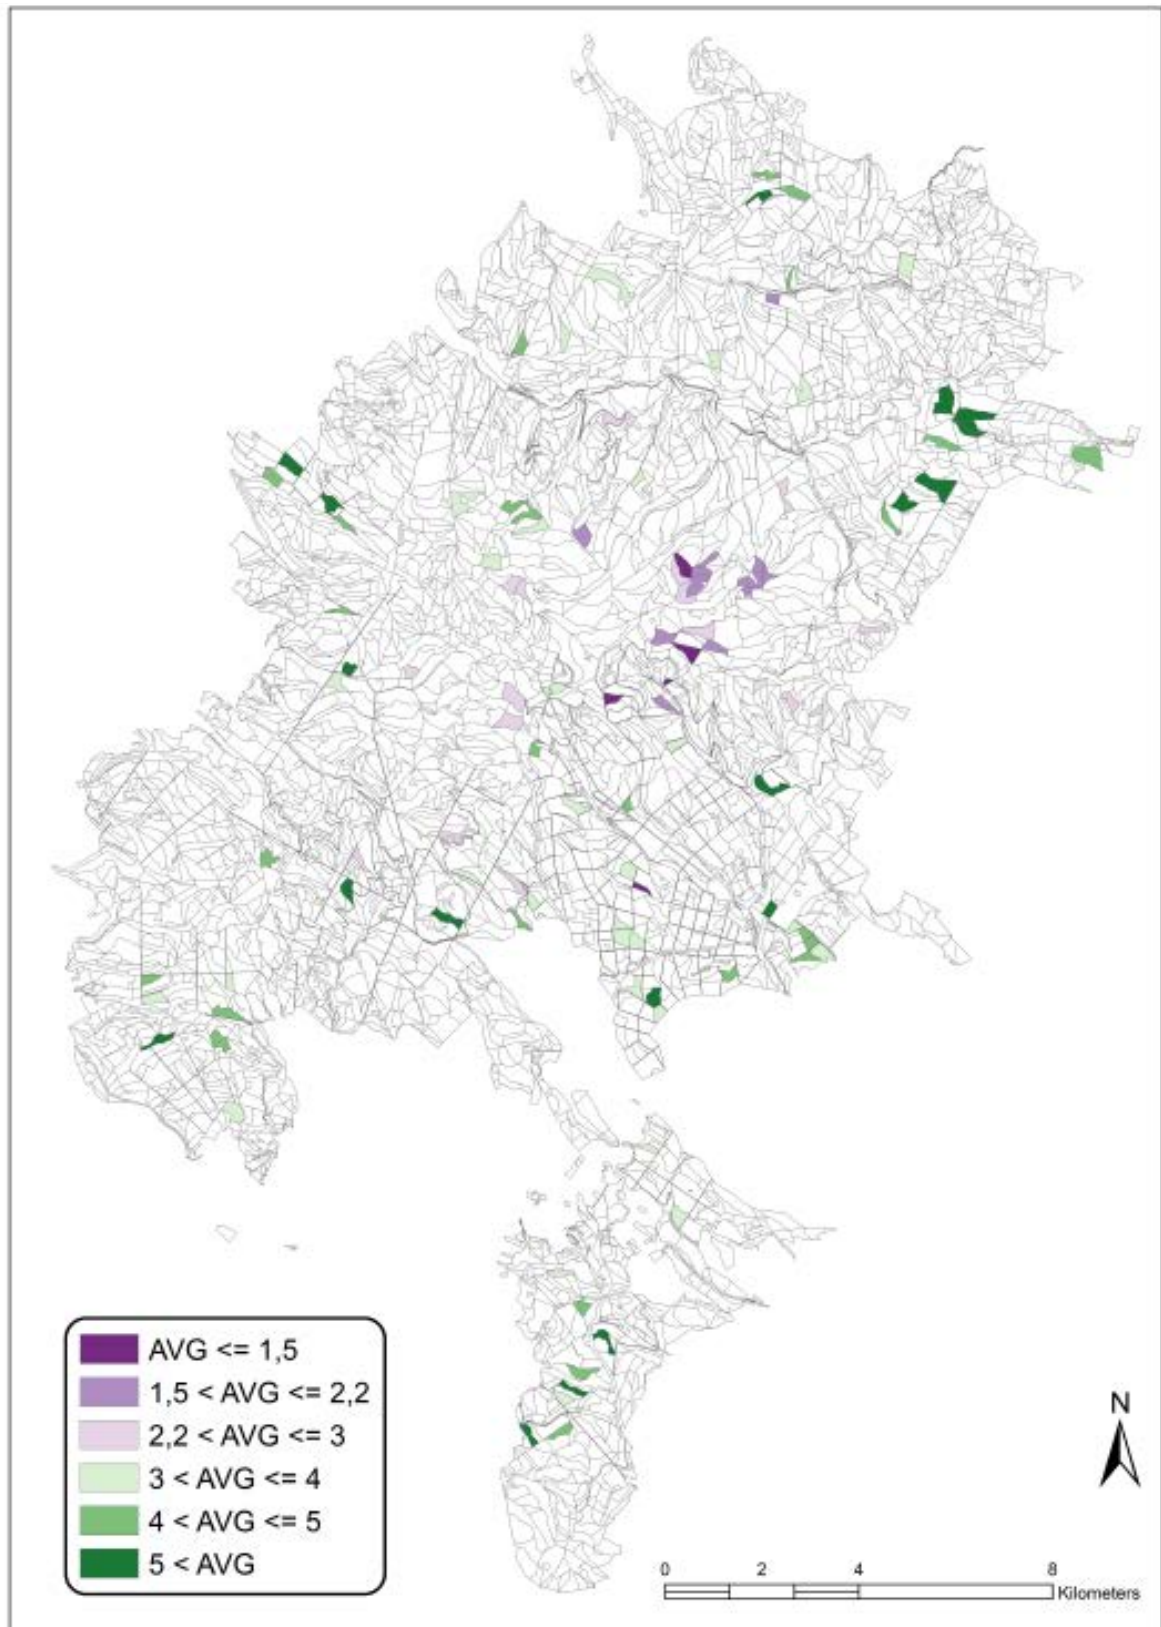 AVG <= 1,5
1,5 < AVG <= 2,2
2,2 < AVG <= 3
3 < AVG <= 4
4 < AVG <= 5
5 < AVG
N
0 2 4 8
Kilometers